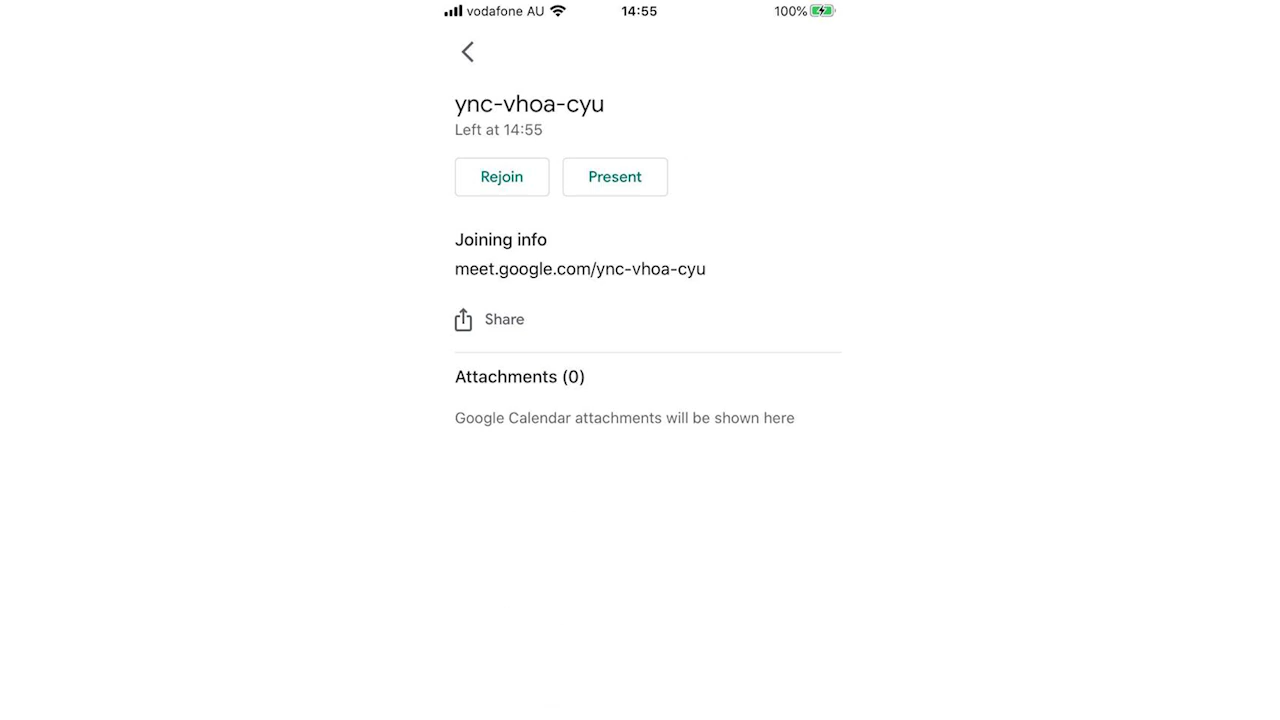 vodafone AU 14:55 100%
ync-vhoa-cyu
Left at 14:55
Rejoin Present
Joining info
meet.google.com/ync-vhoa-cyu
Share
Attachments (0)
Google Calendar attachments will be shown here